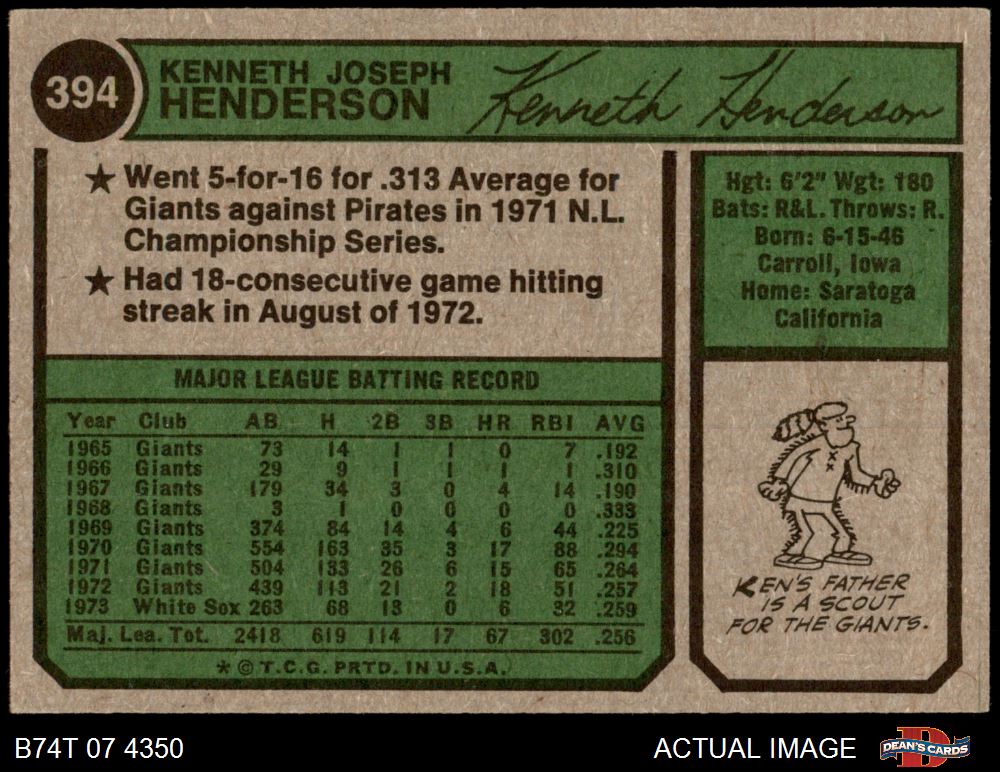 394
KENNETH JOSEPH
HENDERSON
Kenneth Henderson
★ Went 5-for-16 for .313 Average for
Giants against Pirates in 1971 N.L.
Championship Series.
★ Had 18-consecutive game hitting
streak in August of 1972.
Hgt: 6'2" Wgt: 180
Bats: R&L. Throws: R.
Born: 6-15-46
Carroll, Iowa
Home: Saratoga
California
MAJOR LEAGUE BATTING RECORD
Year Club AB H 2B 3B HR RBI AVG
1965 Giants 73 14 1 1 0 7 .192
1966 Giants 29 9 1 1 1 1 .310
1967 Giants 179 34 3 0 4 14 .190
1968 Giants 3 1 0 0 0 0 .333
1969 Giants 374 84 14 4 6 44 .225
1970 Giants 554 163 35 3 17 88 .294
1971 Giants 504 133 26 6 15 65 .264
1972 Giants 439 113 21 2 18 51 .257
1973 White Sox 263 68 13 0 6 32 .259
Maj. Lea. Tot. 2418 619 114 17 67 302 .256
* © T.C.G. PRTD. IN U.S.A.
KEN'S FATHER
IS A SCOUT
FOR THE GIANTS.
B74T 07 4350
ACTUAL IMAGE
DEAN'S CARDS